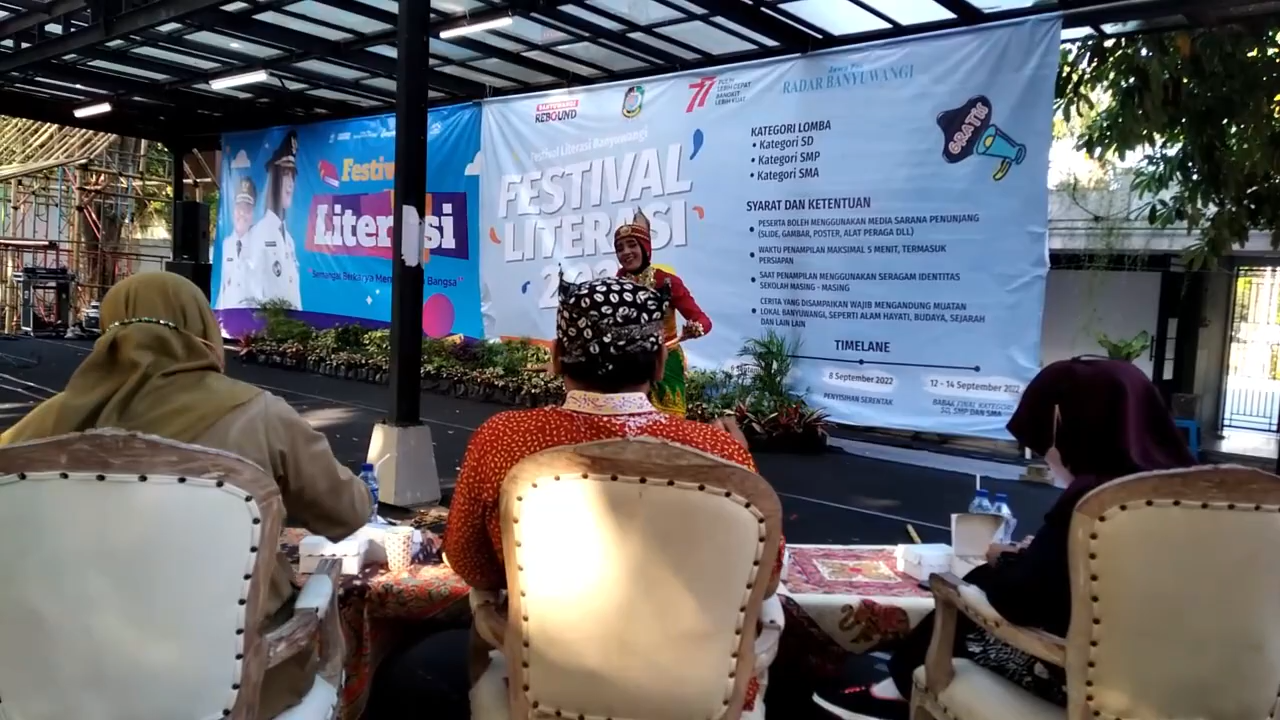 Festiv
Literasi
Semangat Berkarya Mem Bangsa
BANYUWANGI
REBOUND
77
PULIH
LEBIH CEPAT
BANGKIT
LEBIH KUAT
Jawa Pos
RADAR BANYUWANGI
Festival Literasi Banyuwangi
FESTIVAL
LITERASI
KATEGORI LOMBA
• Kategori SD
• Kategori SMP
• Kategori SMA
GRATIS
SYARAT DAN KETENTUAN
• PESERTA BOLEH MENGGUNAKAN MEDIA SARANA PENUNJANG
(SLIDE, GAMBAR, POSTER, ALAT PERAGA DLL)
• WAKTU PENAMPILAN MAKSIMAL 5 MENIT, TERMASUK
PERSIAPAN
• SAAT PENAMPILAN MENGGUNAKAN SERAGAM IDENTITAS
SEKOLAH MASING - MASING
• CERITA YANG DISAMPAIKAN WAJIB MENGANDUNG MUATAN
LOKAL BANYUWANGI, SEPERTI ALAM HAYATI, BUDAYA, SEJARAH
DAN LAIN LAIN
TIMELANE
8 September 2022
12 - 14 September 2022
PENYISIHAN SERENTAK
BABAK FINAL KATEGORI
SD, SMP DAN SMA